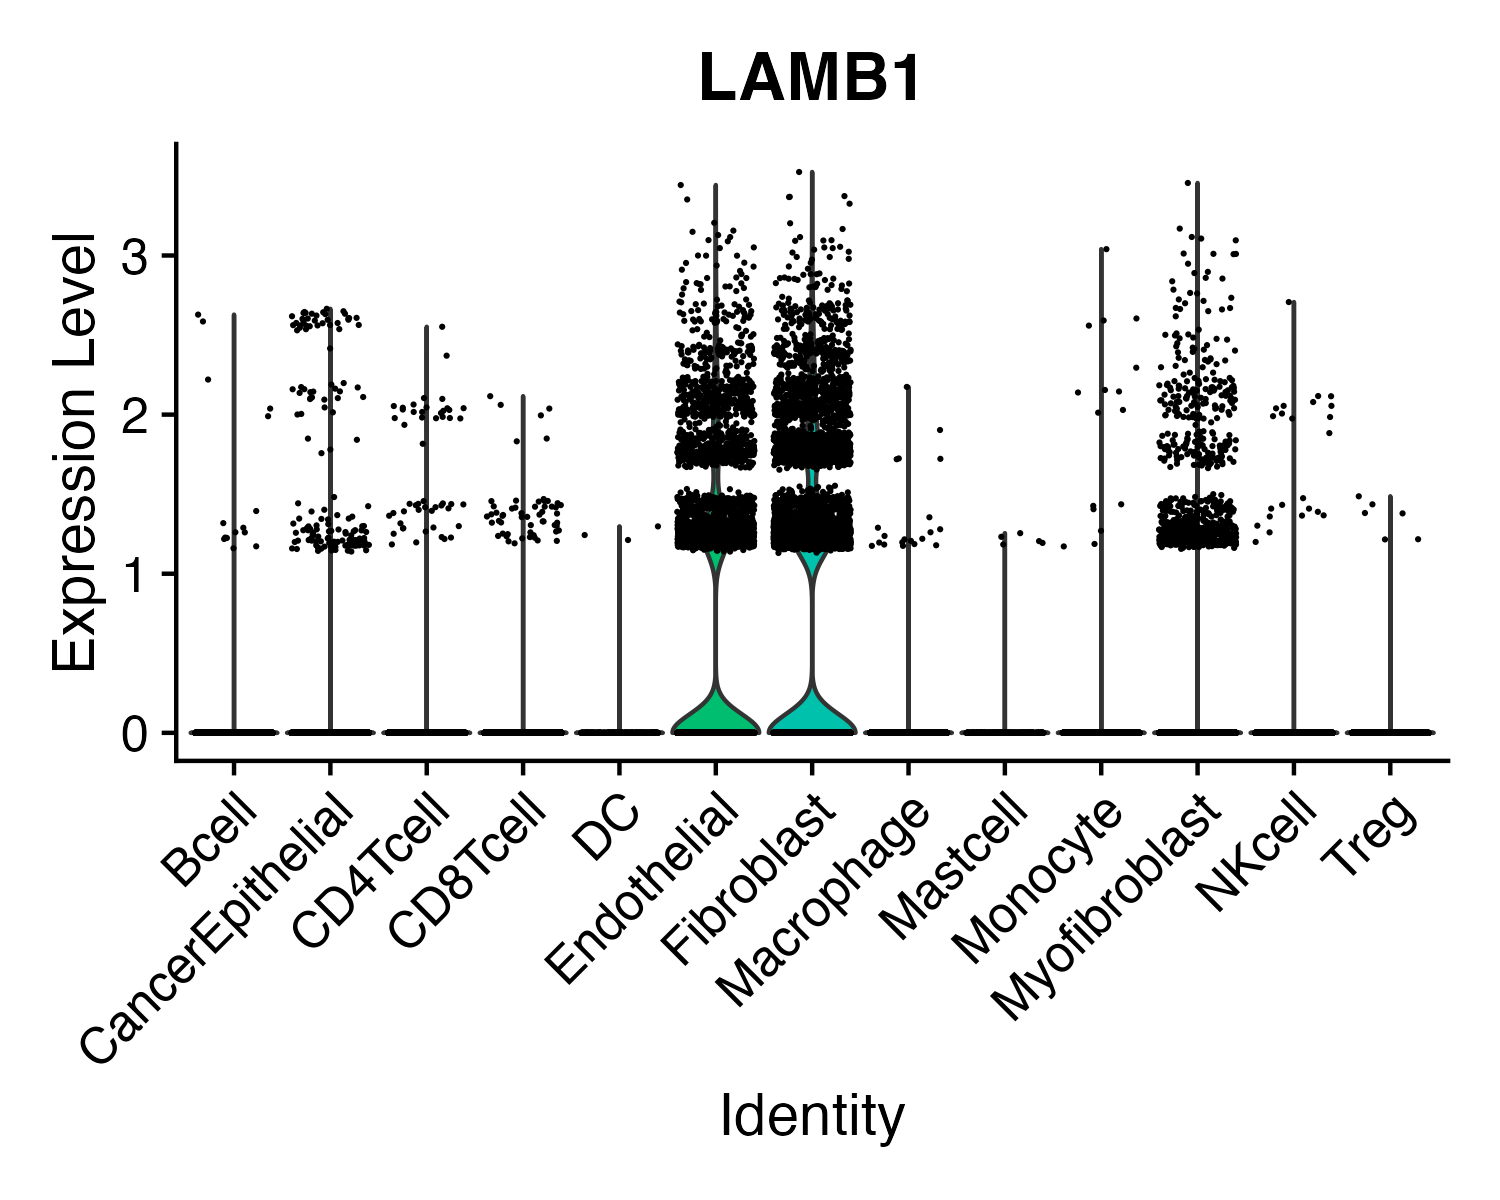 LAMB1
Expression Level
3
2
1
0
Bcell
CancerEpithelial
CD4Tcell
CD8Tcell
DC
Endothelial
Fibroblast
Macrophage
Mastcell
Monocyte
Myofibroblast
NKcell
Treg
Identity